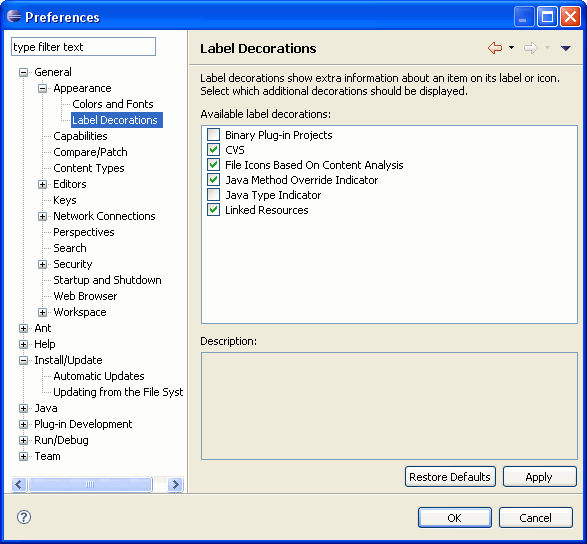 Preferences
type filter text
General
Appearance
Colors and Fonts
Label Decorations
Capabilities
Compare/Patch
Content Types
Editors
Keys
Network Connections
Perspectives
Search
Security
Startup and Shutdown
Web Browser
Workspace
Ant
Help
Install/Update
Automatic Updates
Updating from the File Syst
Java
Plug-in Development
Run/Debug
Team
Label Decorations
Label decorations show extra information about an item on its label or icon.
Select which additional decorations should be displayed.
Available label decorations:
Binary Plug-in Projects
CVS
File Icons Based On Content Analysis
Java Method Override Indicator
Java Type Indicator
Linked Resources
Description:
Restore Defaults
Apply
?
OK
Cancel